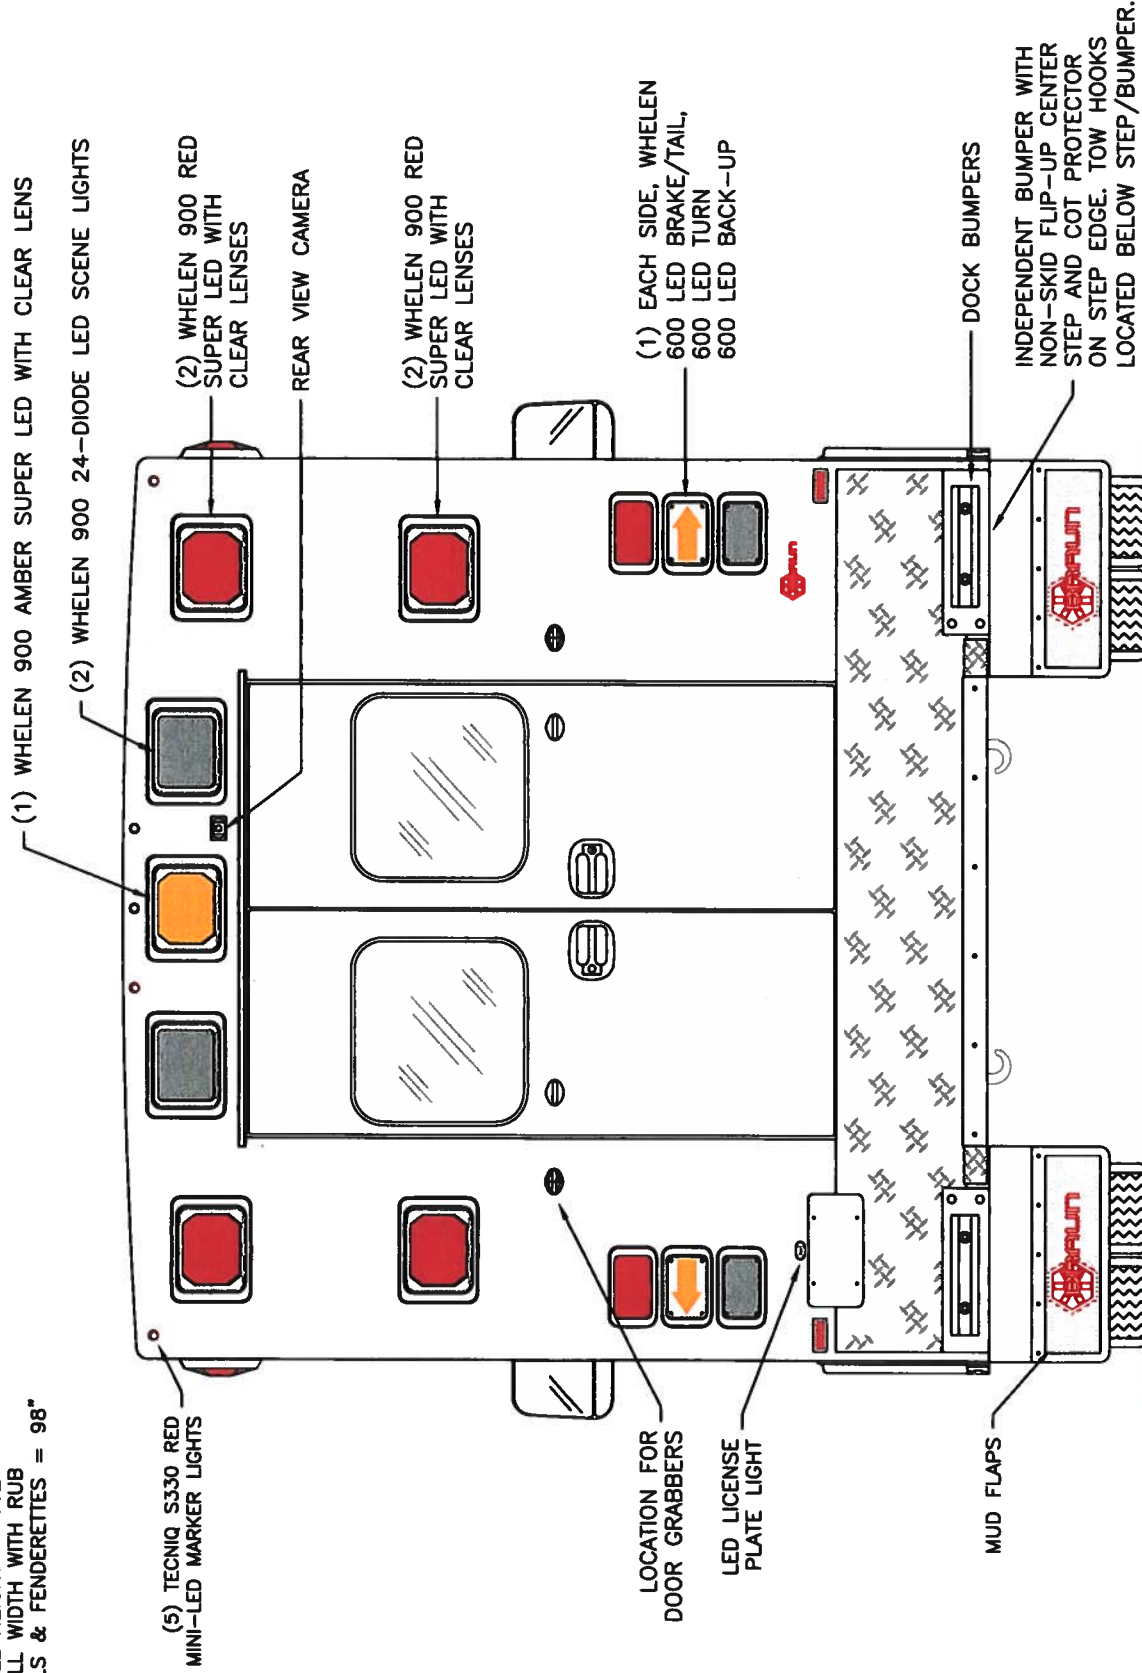 WIDTH WITH RUB
& FENDERETTES = 98"
(1) WHELEN 900 AMBER SUPER LED WITH CLEAR LENS
(2) WHELEN 900 24-DIODE LED SCENE LIGHTS
(2) WHELEN 900 RED
SUPER LED WITH
CLEAR LENSES
REAR VIEW CAMERA
(2) WHELEN 900 RED
SUPER LED WITH
CLEAR LENSES
(1) EACH SIDE, WHELEN
600 LED BRAKE/TAIL,
600 LED TURN
600 LED BACK-UP
DOCK BUMPERS
INDEPENDENT BUMPER WITH
NON-SKID FLIP-UP CENTER
STEP AND COT PROTECTOR
ON STEP EDGE. TOW HOOKS
LOCATED BELOW STEP/BUMPER.
(5) TECNIQ S330 RED
MINI-LED MARKER LIGHTS
LOCATION FOR
DOOR GRABBERS
LED LICENSE
PLATE LIGHT
MUD FLAPS
BRAUN
BRAUN
BRAUN